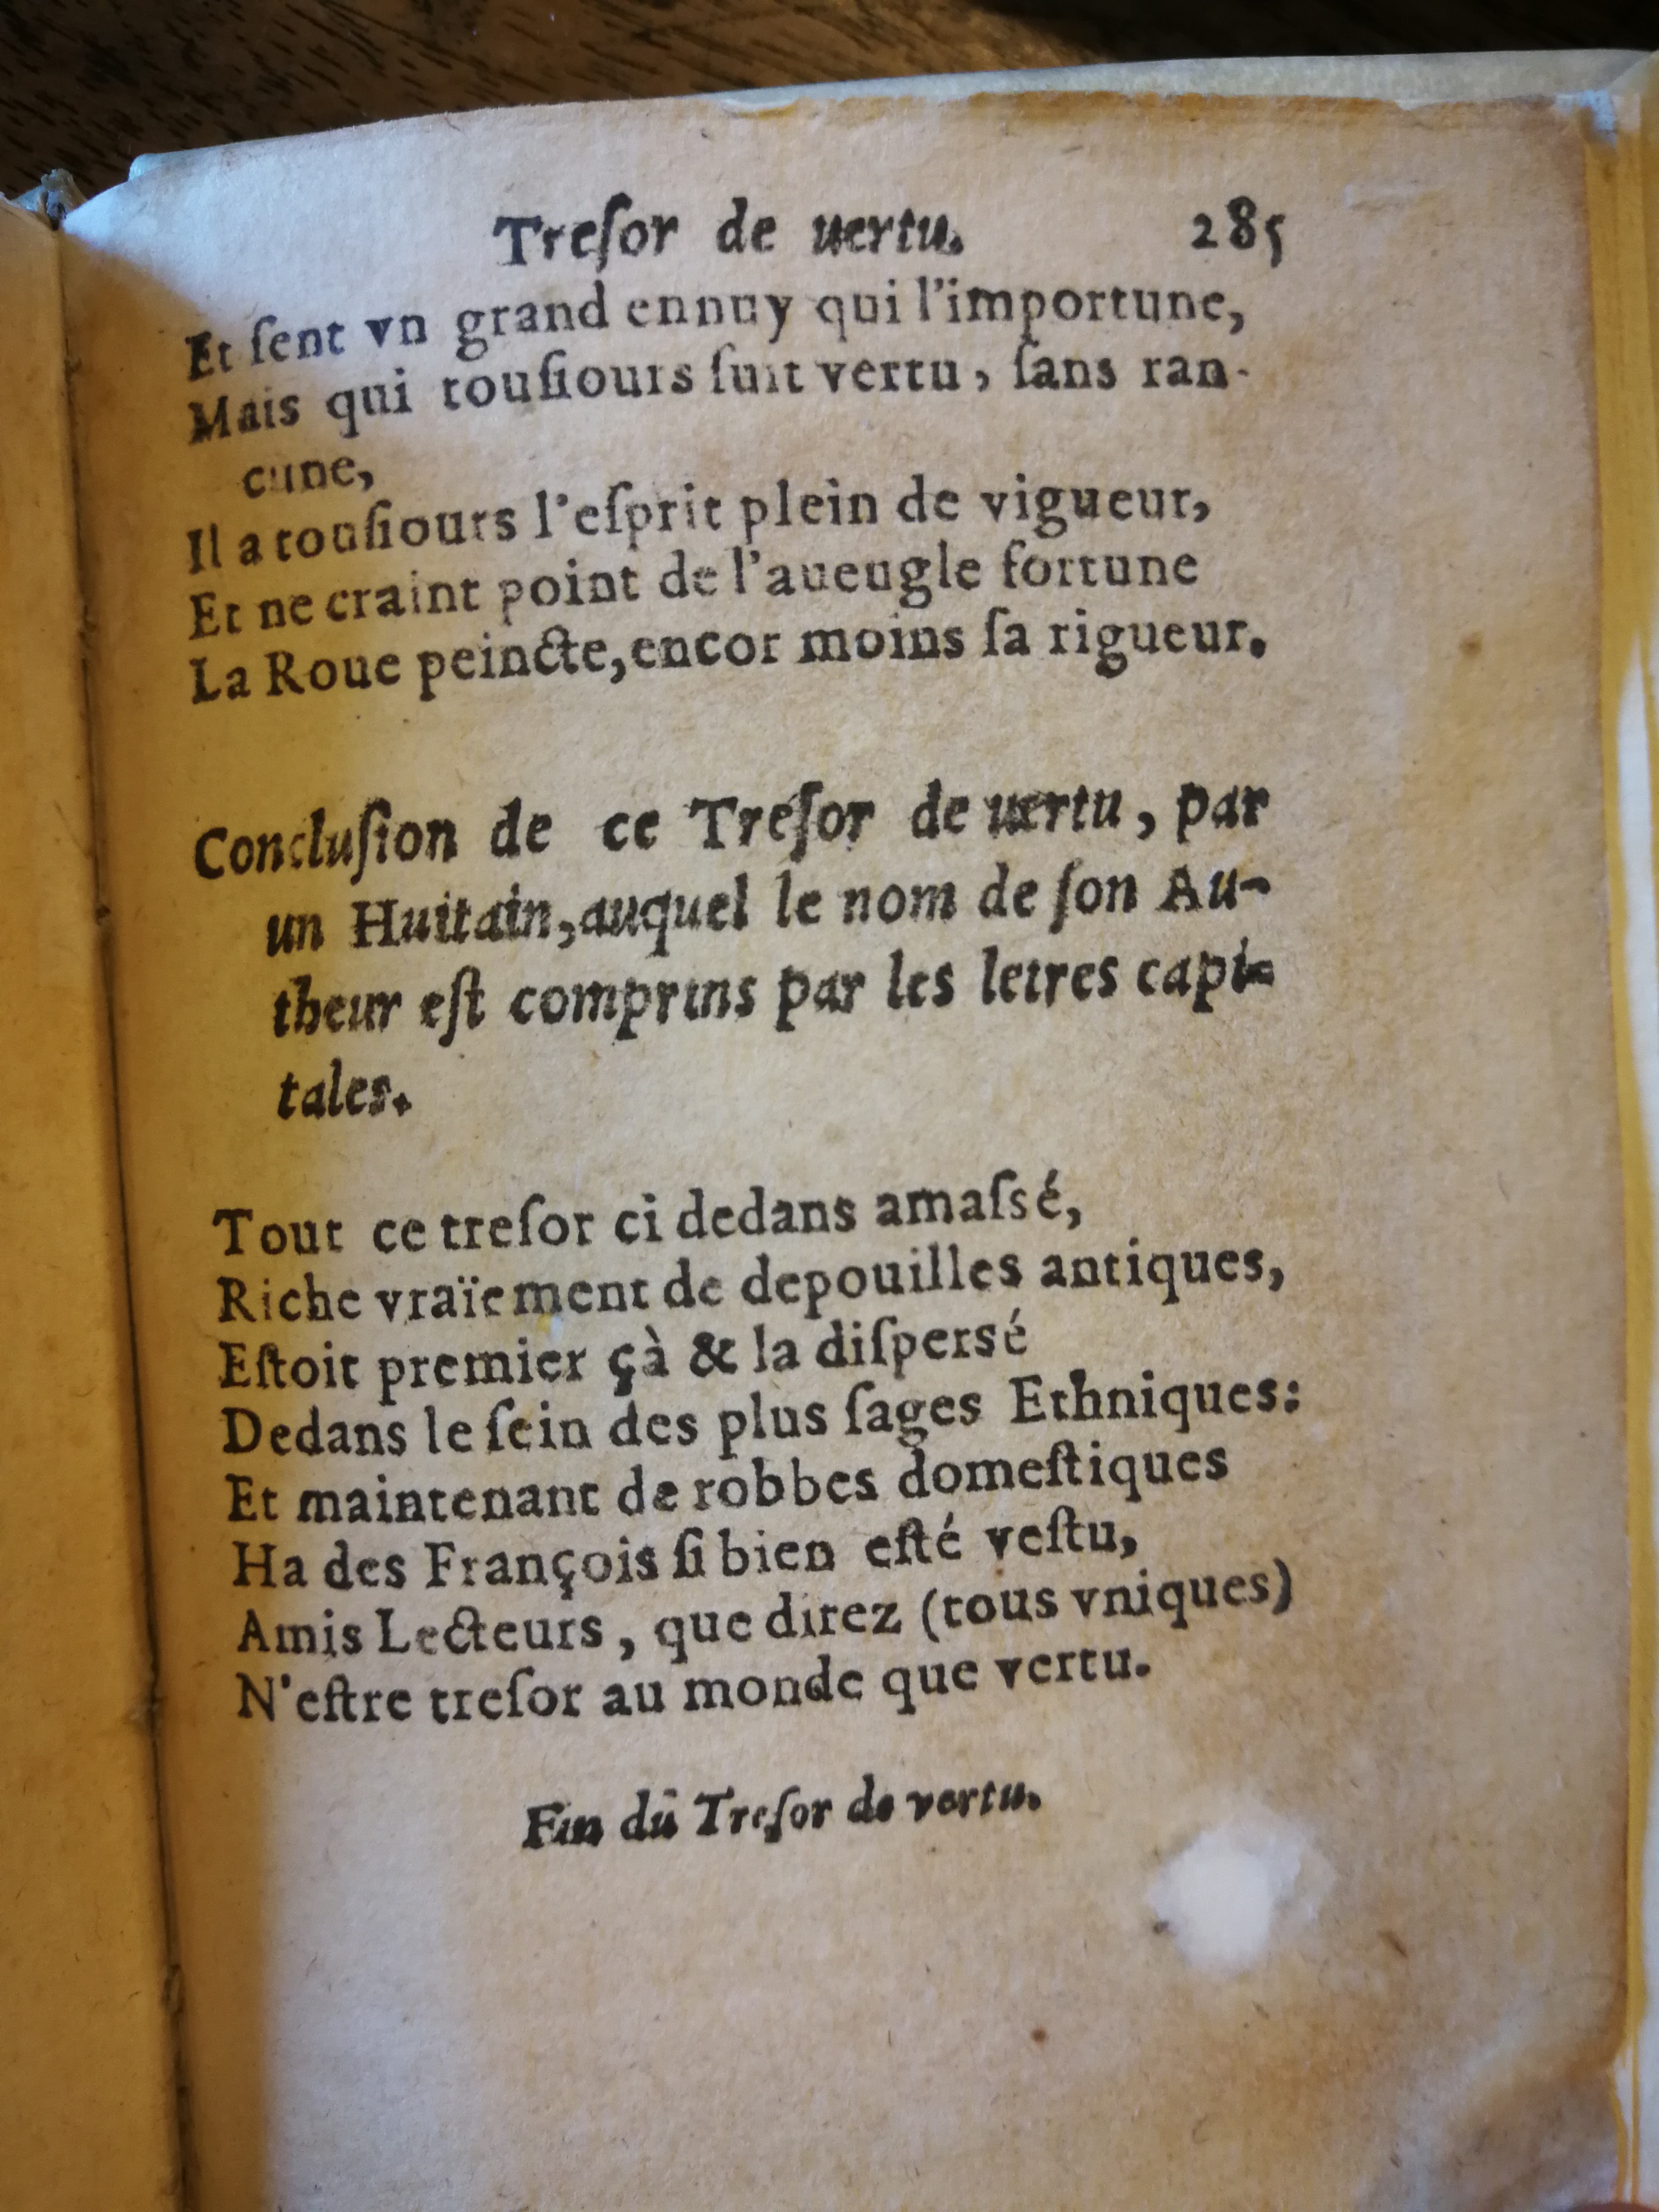 Treſor de uertu. 285
Et ſent vn grand ennuy qui l'importune,
Mais qui touſiours ſuit vertu, ſans ran-
cune,
Il a touſiours l'eſprit plein de vigueur,
Et ne craint point de l'aueugle fortune
La Roue peincte, encor moins ſa rigueur.
Concluſion de ce Treſor de uertu, par
un Huitain, auquel le nom de ſon Au-
theur eſt comprins par les letres capi-
tales.
Tout ce treſor ci dedans amaſsé,
Riche vraïement de depouilles antiques,
Eſtoit premier çà & la diſpersé
Dedans le ſein des plus ſages Ethniques:
Et maintenant de robbes domeſtiques
Ha des François ſi bien eſté veſtu,
Amis Lecteurs, que direz (tous vniques)
N'eſtre treſor au monde que vertu.
Fin du Treſor de vertu.